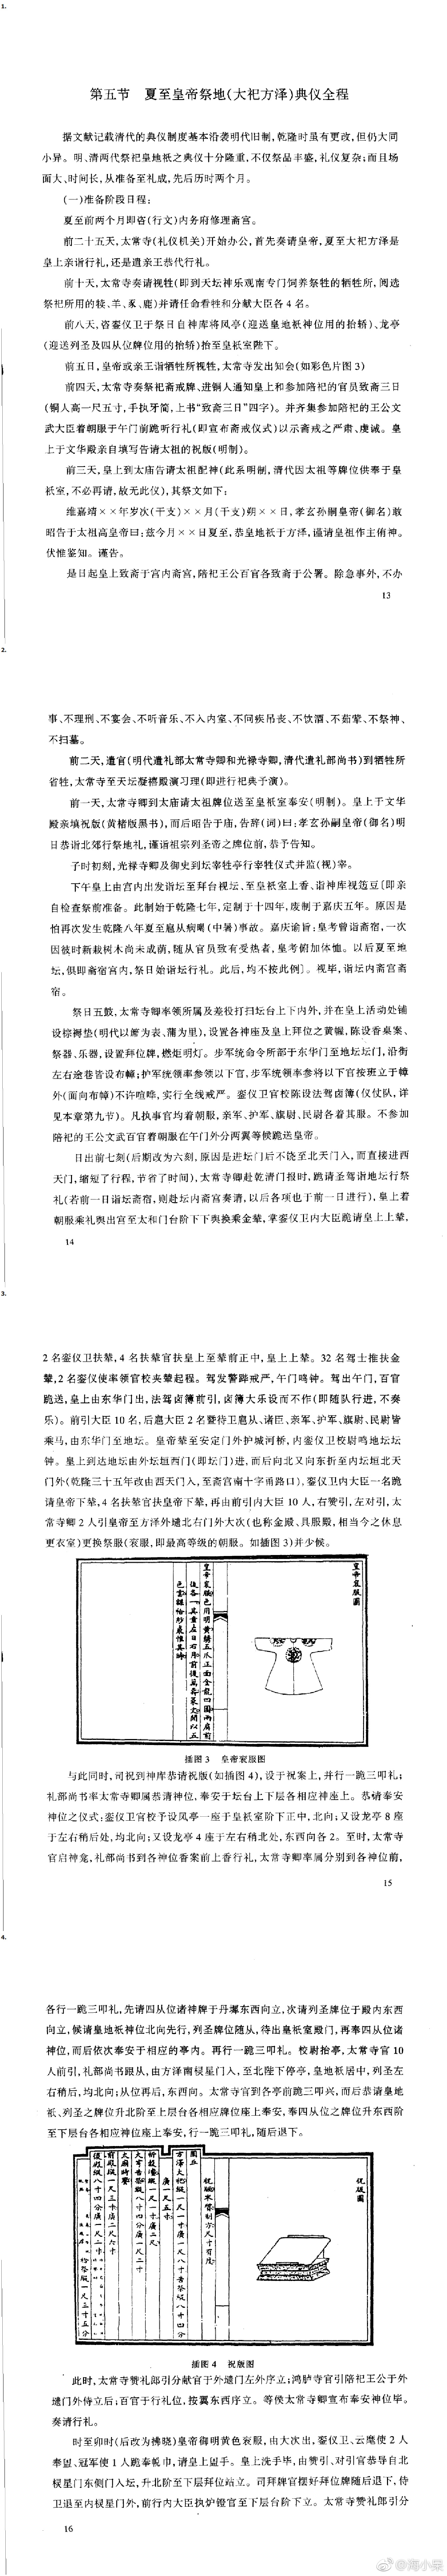 1.
第五节 夏至皇帝祭地(大祀方泽)典仪全程
据文献记载清代的典仪制度基本沿袭明代旧制,乾隆时虽有更改,但仍大同
小异。明、清两代祭祀皇地祇之典仪十分隆重,不仅祭品丰盛,礼仪复杂;而且场
面大、时间长,从准备至礼成,先后历时两个月。
(一)准备阶段日程:
夏至前两个月即咨(行文)内务府修理斋宫。
前二十五天,太常寺(礼仪机关)开始办公,首先奏请皇帝,夏至大祀方泽是
皇上亲诣行礼,还是遣亲王恭代行礼。
前十天,太常寺奏请视牲(即到天坛神乐观南专门饲养祭牲的牺牲所,阅选
祭祀所用的犊、羊、豕、鹿)并请任命看牲和分献大臣各4名。
前八天,咨銮仪卫于祭日自神库将凤亭(迎送皇地祇神位用的抬轿)、龙亭
(迎送列圣及四从位牌位用的抬轿)抬至皇祇室陛下。
前五日,皇帝或亲王诣牺牲所视牲,太常寺发出知会(如彩色片图3)
前四天,太常寺奏祭祀斋戒牌、进铜人通知皇上和参加陪祀的官员致斋三日
(铜人高一尺五寸,手执牙简,上书“致斋三日”四字)。并齐集参加陪祀的王公文
武大臣着朝服于午门前跪听行礼(即宣布斋戒仪式)以示斋戒之严肃、虔诚。皇
上于文华殿亲自填写告请太祖的祝版(明制)。
前三天,皇上到太庙告请太祖配神(此系明制,清代因太祖等牌位供奉于皇
祇室,不必再请,故无此仪),其祭文如下:
维嘉靖××年岁次(干支)××月(干支)朔××日,孝玄孙嗣皇帝(御名)敢
昭告于太祖高皇帝曰:兹今月××日夏至,恭皇地祇于方泽,谨请皇祖作主侑神。
伏惟鉴知。谨告。
是日起皇上致斋于宫内斋宫,陪祀王公百官各致斋于公署。除急事外,不办
13
2.
事、不理刑、不宴会、不听音乐、不入内室、不问疾吊丧、不饮酒、不茹荤、不祭神、
不扫墓。
前二天,遣官(明代遣礼部太常寺卿和光禄寺卿,清代遣礼部尚书)到牺牲所
省牲,太常寺至天坛凝禧殿演习理(即进行祀典予演)。
前一天,太常寺卿到太庙请太祖牌位送至皇祇室奉安(明制)。皇上于文华
殿亲填祝版(黄楮版黑书),而后昭告于庙,告辞(词)曰:孝玄孙嗣皇帝(御名)明
日恭诣北郊行祭地礼,谨诣祖宗列圣帝之牌位前,恭予告知。
子时初刻,光禄寺卿及御史到坛宰牲亭行宰牲仪式并监(视)宰。
下午皇上由宫内出发诣坛至拜台视坛、至皇祇室上香、诣神库视笾豆〔即亲
自检查祭前准备。此制始于乾隆七年,定制于十四年,废制于嘉庆五年。原因是
怕再次发生乾隆八年夏至扈从病暍(中暑)事故。嘉庆谕旨:皇考曾诣斋宿,一次
因彼时新栽树木尚未成荫,随从官员致有受热者,皇考俯加体恤。以后夏至地
坛,俱即斋宿宫内,祭日始诣坛行礼。此后,均不按此例〕。视毕,诣坛内斋宫斋
宿。
祭日五鼓,太常寺卿率领所属及差役打扫坛台上下内外,并在皇上活动处铺
设棕褥垫(明代以箭为表、蒲为里),设置各神座及皇上拜位之黄幄,陈设香桌案、
祭器、乐器,设置拜位牌,燃炬明灯。步军统命令所部于东华门至地坛坛门,沿街
左右途巷皆设布幛;护军统领率参领以下官,步军统领率参将以下官按班立于幛
外(面向布幛)不许喧哗,实行全线戒严。銮仪卫官校陈设法驾卤簿(仪仗队,详
见本章第九节)。凡执事官均着朝服,亲军、护军、旗尉、民尉各着其服。不参加
陪祀的王公文武百官着朝服在午门外分两翼等候跪送皇帝。
日出前七刻(后期改为六刻,原因是进坛门后不饶至北天门入,而直接进西
天门,缩短了行程,节省了时间),太常寺卿赴乾清门报时,跪请圣驾诣地坛行祭
礼(若前一日诣坛斋宿,则赴坛内斋宫奏请,以后各项也于前一日进行),皇上着
朝服乘礼舆出宫至太和门台阶下下舆换乘金辇,掌銮仪卫内大臣跪请皇上上辇,
14
3.
2名銮仪卫扶辇,4名扶辇官扶皇上至辇前正中,皇上上辇。32名驾士推扶金
辇,2名銮仪使率领官校夹辇起程。驾发警跸戒严,午门鸣钟。驾出午门,百官
跪送,皇上由东华门出,法驾卤簿前引,卤簿大乐设而不作(即随队行进,不奏
乐)。前引大臣10名,后扈大臣2名暨侍卫扈从、诸臣、亲军、护军、旗尉、民尉皆
乘马,由东华门至地坛。皇帝辇至安定门外护城河桥,内銮仪卫校尉鸣地坛坛
钟。皇上到达地坛由外坛垣西门(即坛门)进,而后向北又向东折至内坛垣北天
门外(乾隆三十五年改由西天门入,至斋宫南十字甬路口),銮仪卫内大臣一名跪
请皇帝下辇,4名扶辇官扶皇帝下辇,再由前引内大臣10人,右赞引,左对引,太
常寺卿2人引皇帝至方泽外壝北右门外大次(也称金殿、具服殿,相当今之休息
更衣室)更换祭服(衮服,即最高等级的朝服。如插图3)并少候。
皇帝衮服图
皇帝衮服色用明黄绣五爪正面金龙四团两肩前
后各一其章左日右月前后万寿篆文间以五
色云绵袷纱裘惟其时
插图3 皇帝衮服图
与此同时,司祝到神库恭请祝版(如插图4),设于祝案上,并行一跪三叩礼;
礼部尚书率太常寺卿属恭请神位,奉安于坛台上下层各相应神座上。恭请奉安
神位之仪式:銮仪卫官校予设凤亭一座于皇祇室阶下正中,北向;又设龙亭8座
于左右稍后处,均北向;又设龙亭4座于左右稍北处,东西向各2。至时,太常寺
官启神龛,礼部尚书到各神位香案前上香行礼,太常寺卿率属分别到各神位前,
15
4.
各行一跪三叩礼,先请四从位诸神牌于丹墀东西向立,次请列圣牌位于殿内东西
向立,候请皇地祇神位北向先行,列圣牌位随从,待出皇祇室殿门,再奉四从位诸
神位,而后依次奉安于相应的亭内。再行一跪三叩礼。校尉抬亭,太常寺官10
人前引,礼部尚书跟从,由方泽南棂星门入,至北陛下停亭,皇地祇居中,列圣左
右稍后,均北向;从位再后,东西向。太常寺官到各亭前跪三叩兴,而后恭请皇地
祇、列圣之牌位升北阶至上层台各相应牌位座上奉安,奉四从位之牌位升东西阶
至下层台各相应神位座上奉安,行一跪三叩礼,随后退下。
祝版图
插图4 祝版图
此时,太常寺赞礼郎引分献官于外壝门左外序立;鸿胪寺官引陪祀王公于外
壝门外侍立后;百官于行礼位,按翼东西序立。等候太常寺卿宣布奉安神位毕。
奏请行礼。
时至卯时(后改为拂晓)皇帝御明黄色衮服,由大次出,銮仪卫、云麾使2人
奉盥、冠军使1人跪奉帨巾,请皇上盥手。皇上洗手毕,由赞引、对引官恭导自北
棂星门东侧门入坛,升北阶至下层拜位站立。司拜牌官摆好拜位牌随后退下,侍
卫退至内棂星门外,前行内大臣执炉镫官至下层台阶下立。太常寺赞礼郎引分
16
@海小枼